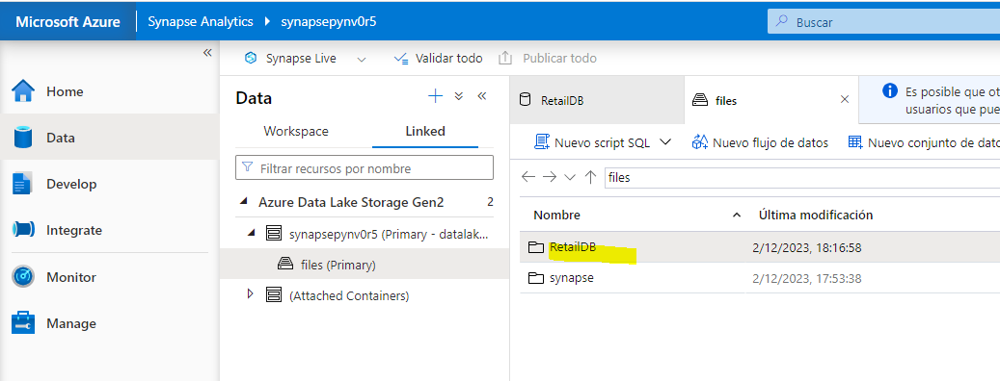 Microsoft Azure
Synapse Analytics
synapsepynv0r5
Buscar
«
Home
Data
Develop
Integrate
Monitor
Manage
Synapse Live
Validar todo
Publicar todo
Data
Workspace
Linked
Filtrar recursos por nombre
Azure Data Lake Storage Gen2 2
synapsepynv0r5 (Primary - datalak...
files (Primary)
(Attached Containers)
RetailDB
files
Es posible que ot
usuarios que pue
Nuevo script SQL
Nuevo flujo de datos
Nuevo conjunto de dato
files
Nombre Última modificación
RetailDB 2/12/2023, 18:16:58
synapse 2/12/2023, 17:53:38